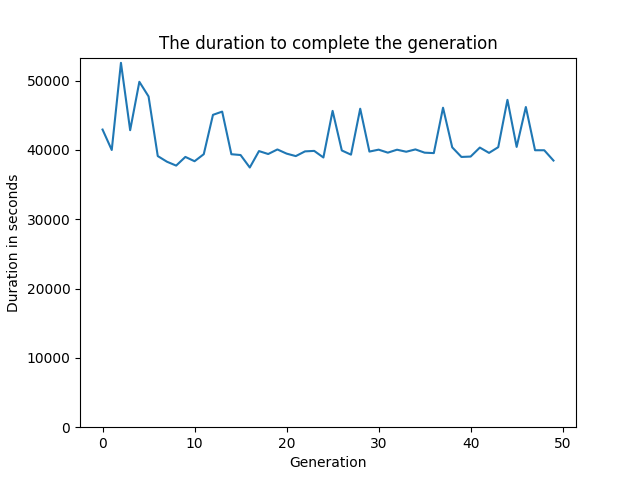 The duration to complete the generation
50000
40000
30000
20000
10000
0
Duration in seconds
0 10 20 30 40 50
Generation